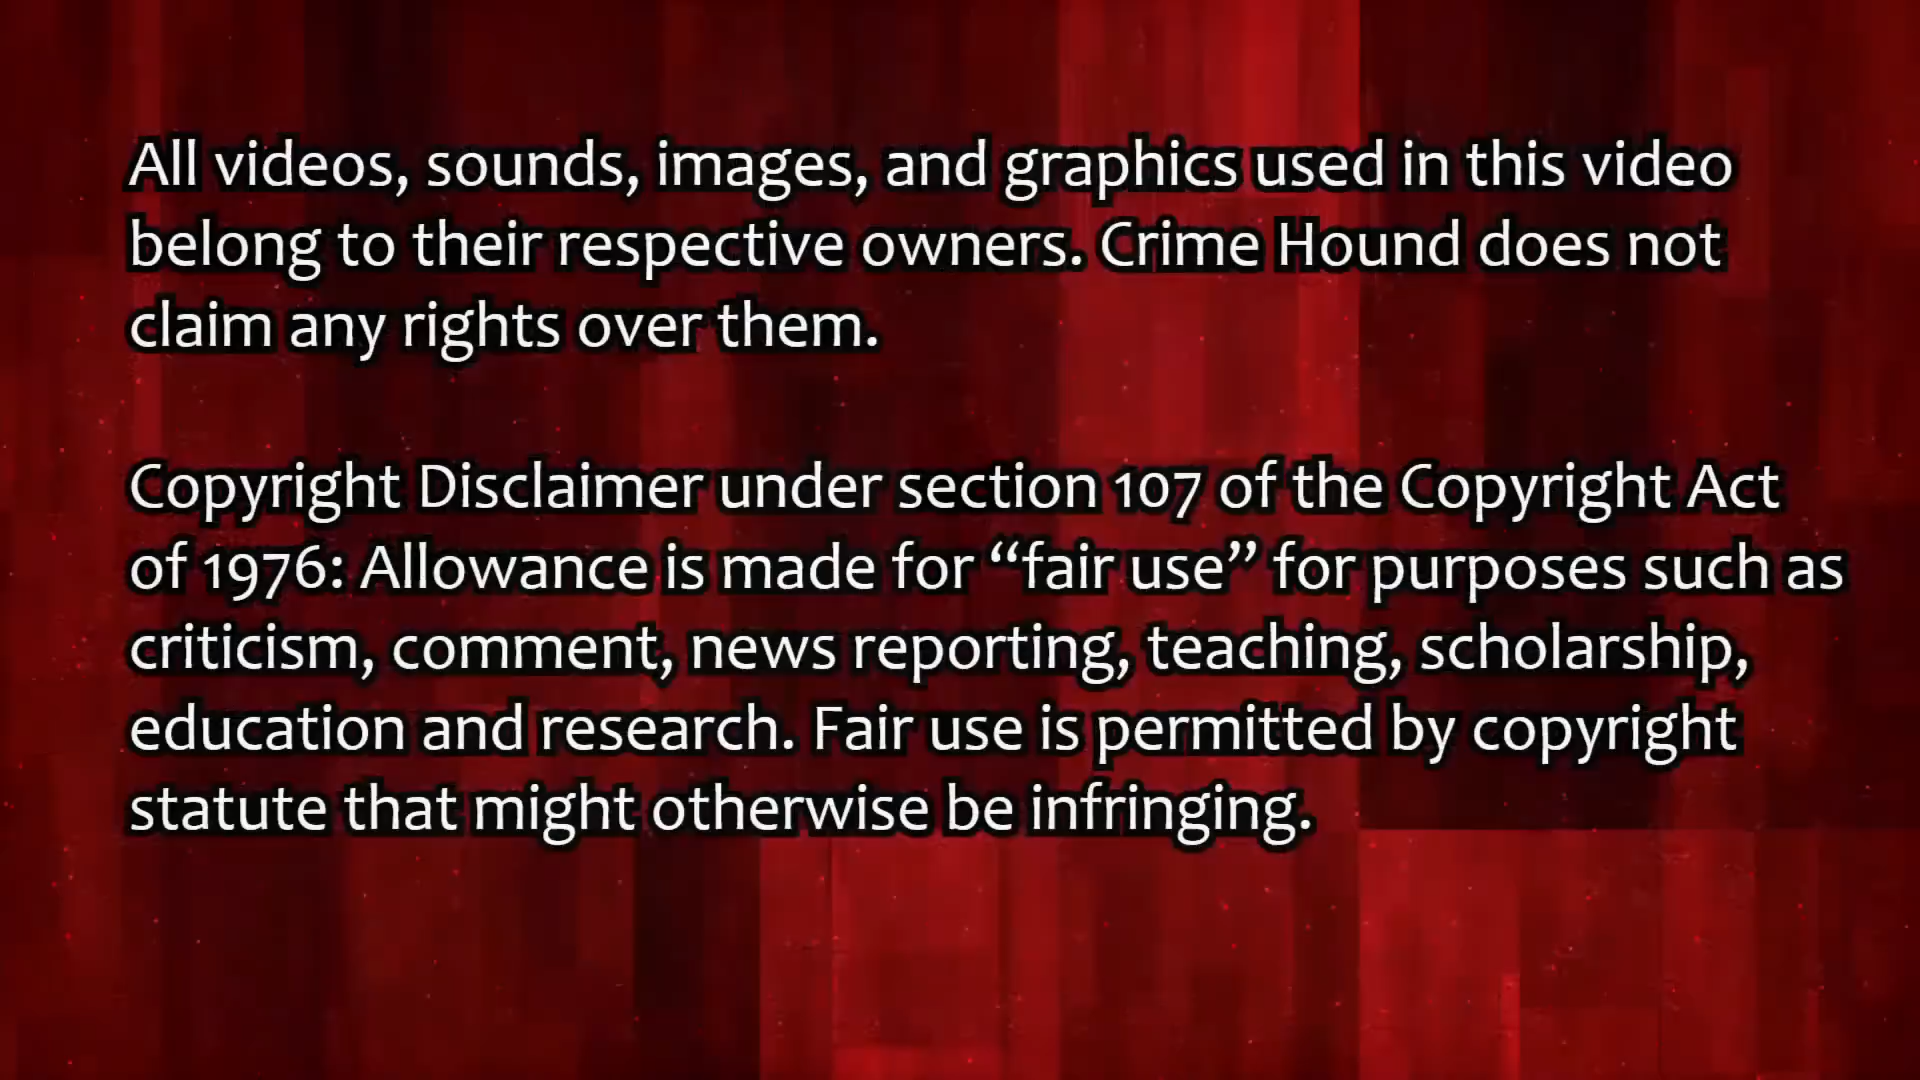 All videos, sounds, images, and graphics used in this video
belong to their respective owners. Crime Hound does not
claim any rights over them.
Copyright Disclaimer under section 107 of the Copyright Act
of 1976: Allowance is made for “fair use” for purposes such as
criticism, comment, news reporting, teaching, scholarship,
education and research. Fair use is permitted by copyright
statute that might otherwise be infringing.